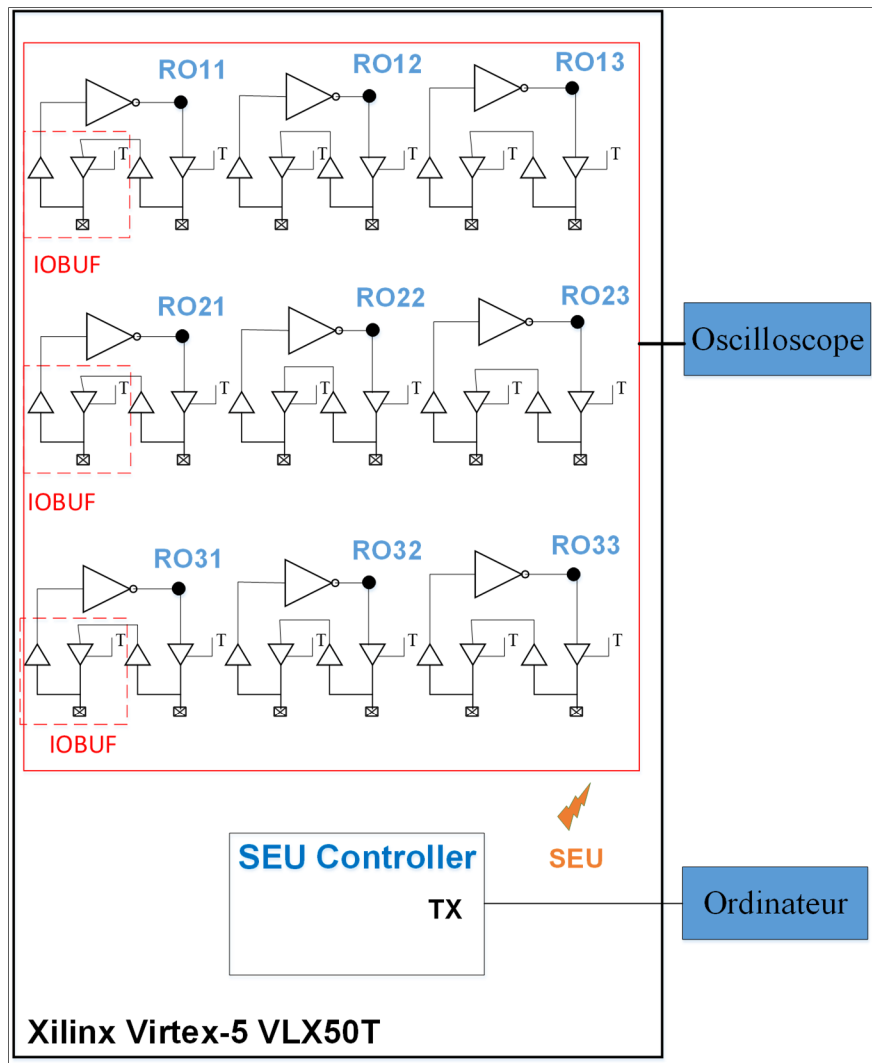 RO11 RO12 RO13
T T T
IOBUF
RO21 RO22 RO23
T T T T T T
IOBUF
RO31 RO32 RO33
T T T T T T
IOBUF
Oscilloscope
SEU
SEU Controller
TX
Ordinateur
Xilinx Virtex-5 VLX50T